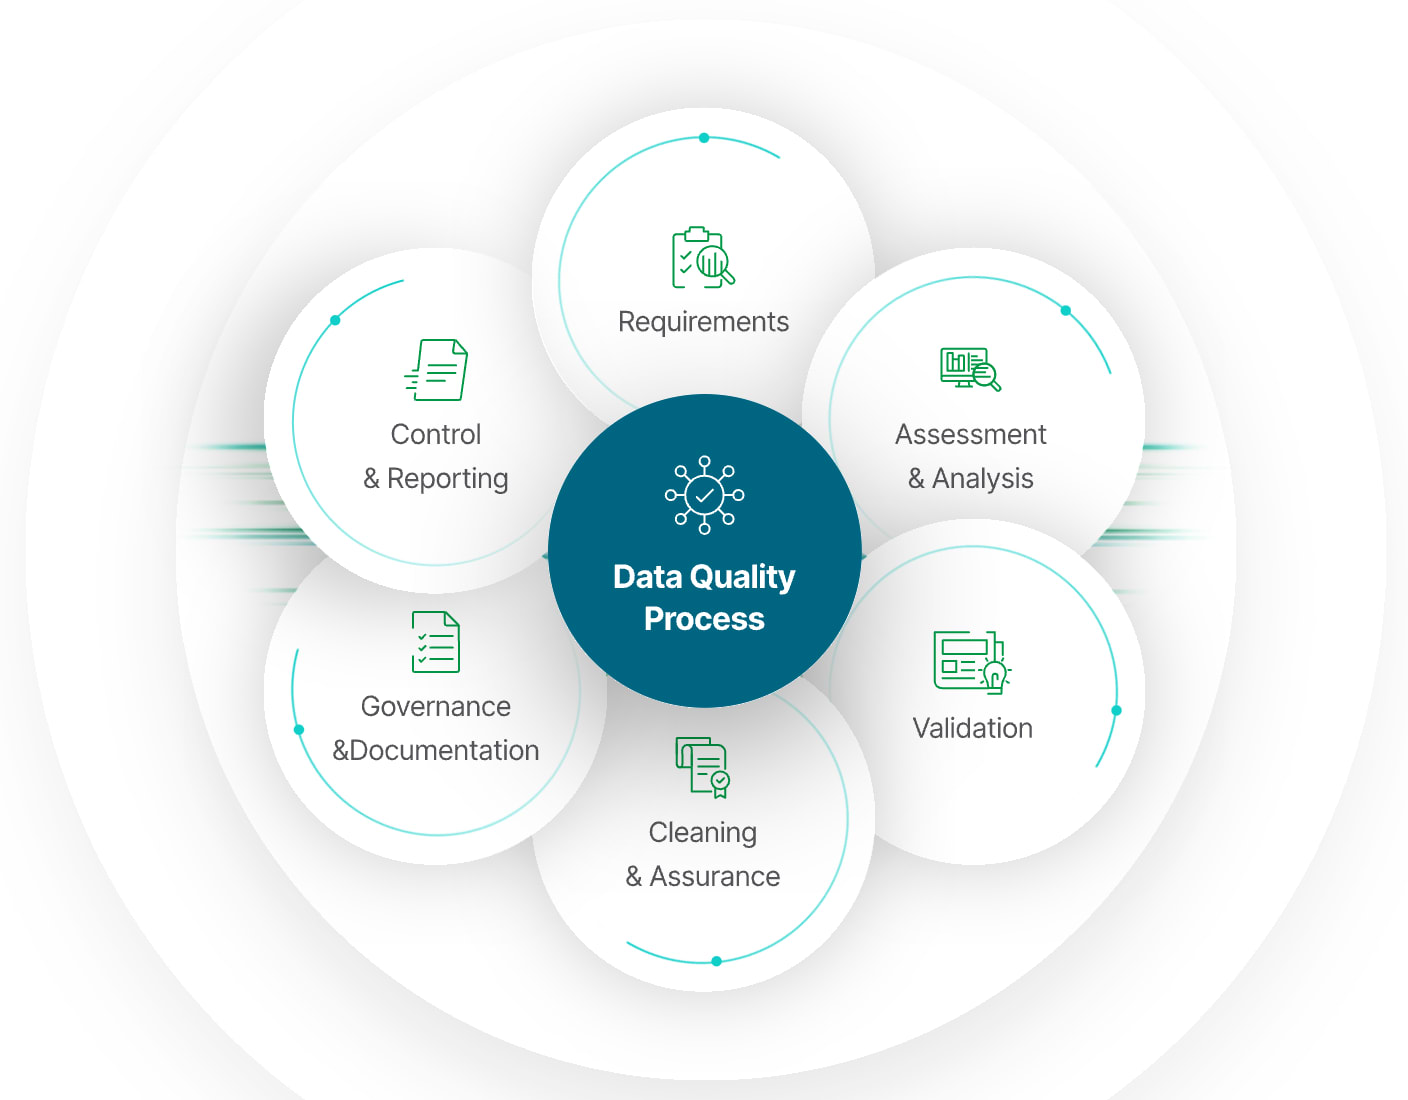 Requirements
Assessment
& Analysis
Validation
Cleaning
& Assurance
Governance
&Documentation
Control
& Reporting
Data Quality
Process